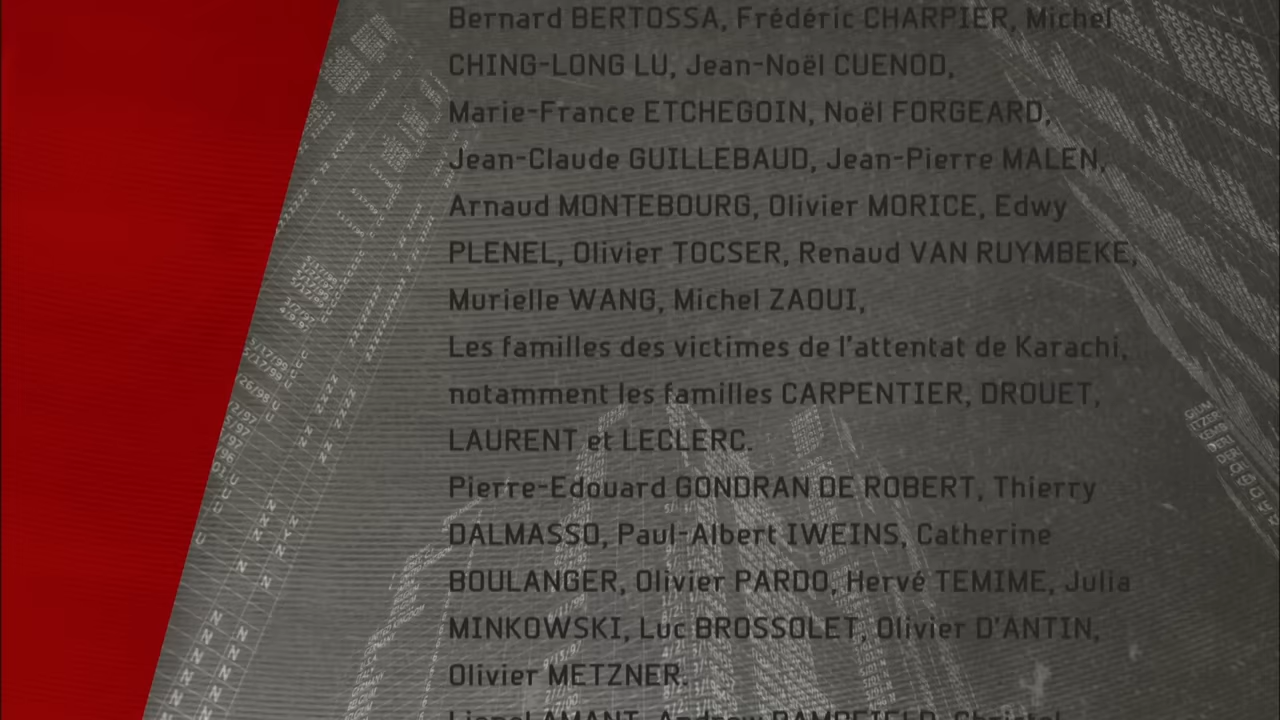 Bernard BERTOSSA, Frédéric CHARPIER, Michel
CHING-LONG LU, Jean-Noël CUENOD,
Marie-France ETCHEGOIN, Noël FORGEARD,
Jean-Claude GUILLEBAUD, Jean-Pierre MALEN,
Arnaud MONTEBOURG, Olivier MORICE, Edwy
PLENEL, Olivier TOCSER, Renaud VAN RUYMBEKE,
Murielle WANG, Michel ZAOUI,
Les familles des victimes de l'attentat de Karachi,
notamment les familles CARPENTIER, DROUET,
LAURENT et LECLERC.
Pierre-Edouard GONDRAN DE ROBERT, Thierry
DALMASSO, Paul-Albert IWEINS, Catherine
BOULANGER, Olivier PARDO, Hervé TEMIME, Julia
MINKOWSKI, Luc BROSSOLET, Olivier D'ANTIN,
Olivier METZNER.